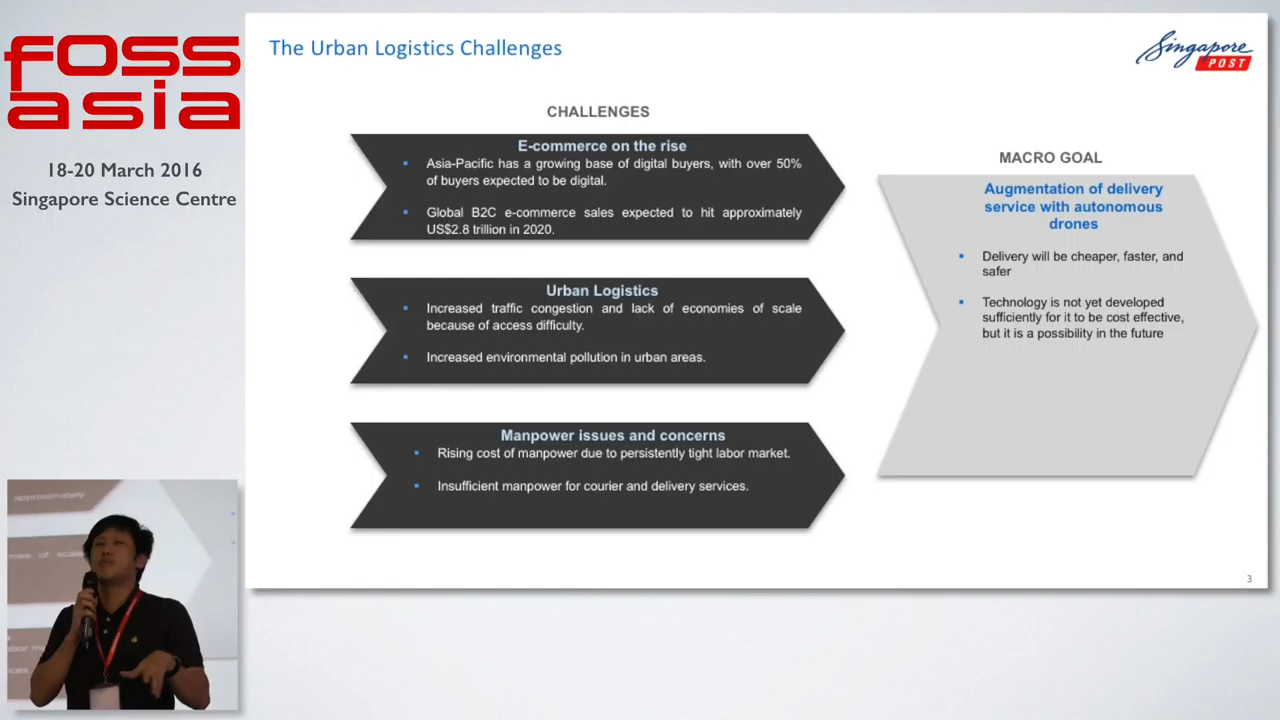 foss
asia
18-20 March 2016
Singapore Science Centre
The Urban Logistics Challenges
Singapore
POST
CHALLENGES
E-commerce on the rise
▪ Asia-Pacific has a growing base of digital buyers, with over 50%
of buyers expected to be digital.
▪ Global B2C e-commerce sales expected to hit approximately
US$2.8 trillion in 2020.
Urban Logistics
▪ Increased traffic congestion and lack of economies of scale
because of access difficulty.
▪ Increased environmental pollution in urban areas.
Manpower issues and concerns
▪ Rising cost of manpower due to persistently tight labor market.
▪ Insufficient manpower for courier and delivery services.
MACRO GOAL
Augmentation of delivery
service with autonomous
drones
▪ Delivery will be cheaper, faster, and
safer
▪ Technology is not yet developed
sufficiently for it to be cost effective,
but it is a possibility in the future
3
approximately
of scale